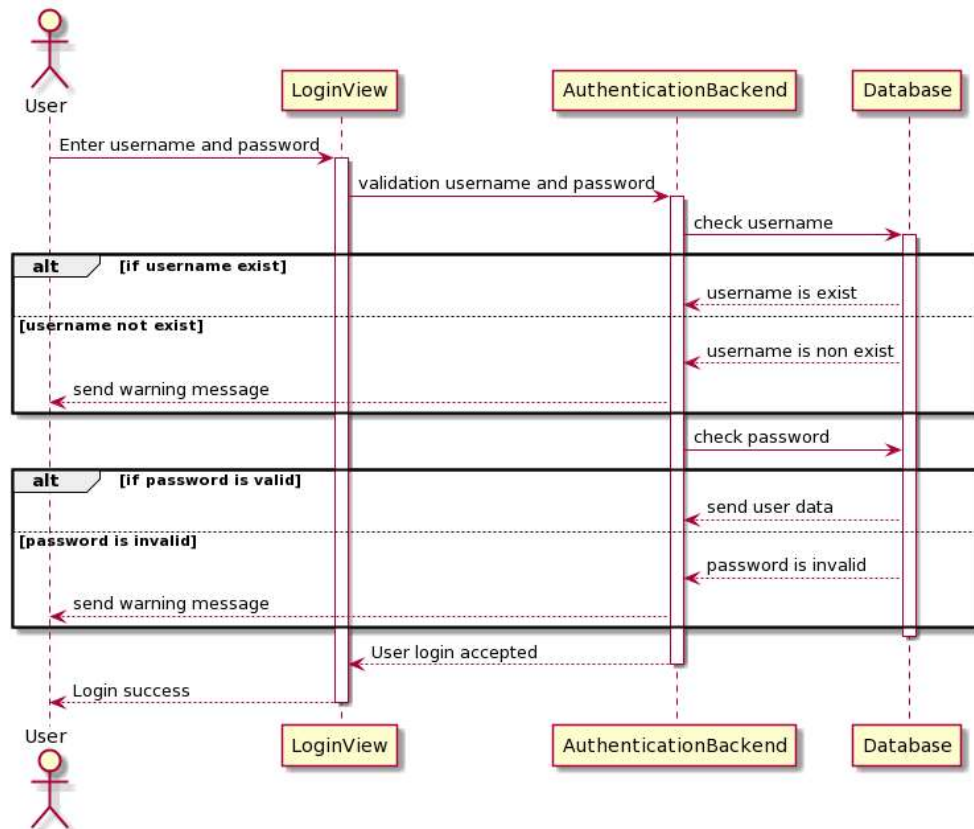 User
LoginView
AuthenticationBackend
Database
Enter username and password
validation username and password
check username
alt
[if username exist]
username is exist
[username not exist]
username is non exist
send warning message
check password
alt
[if password is valid]
send user data
[password is invalid]
password is invalid
send warning message
User login accepted
Login success
User
LoginView
AuthenticationBackend
Database